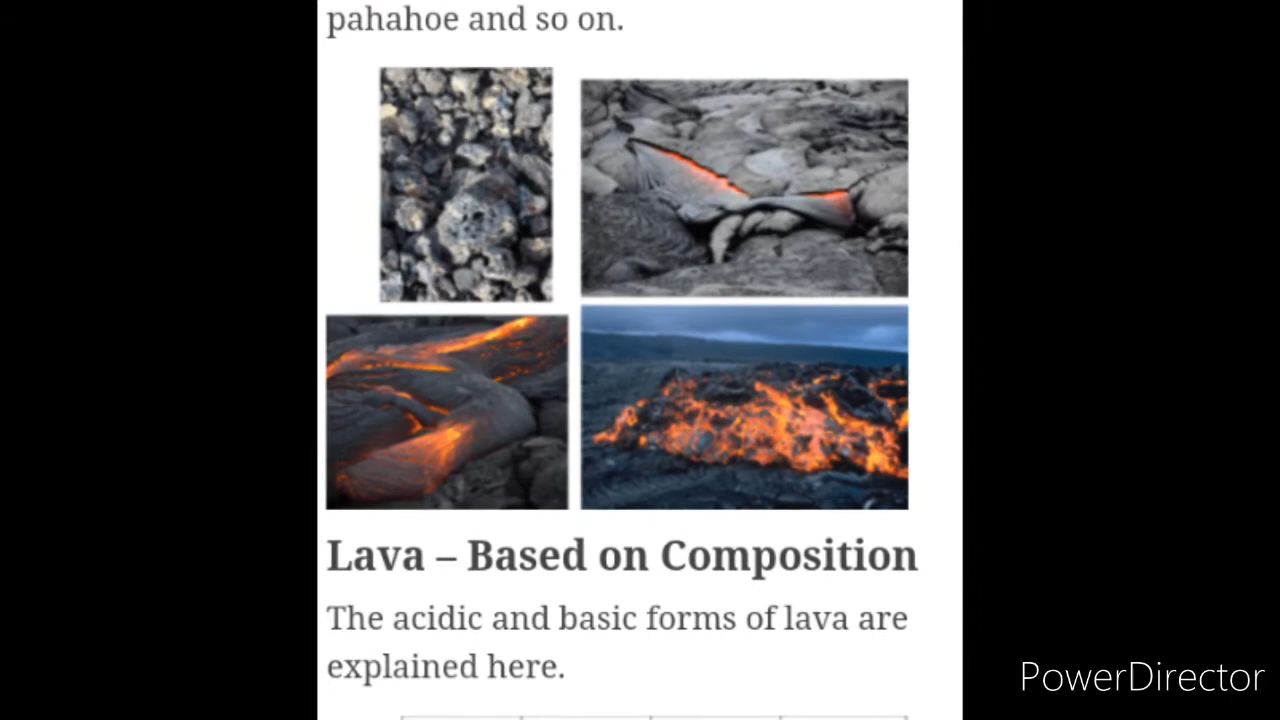 pahahoe and so on.
Lava – Based on Composition
The acidic and basic forms of lava are
explained here.
PowerDirector